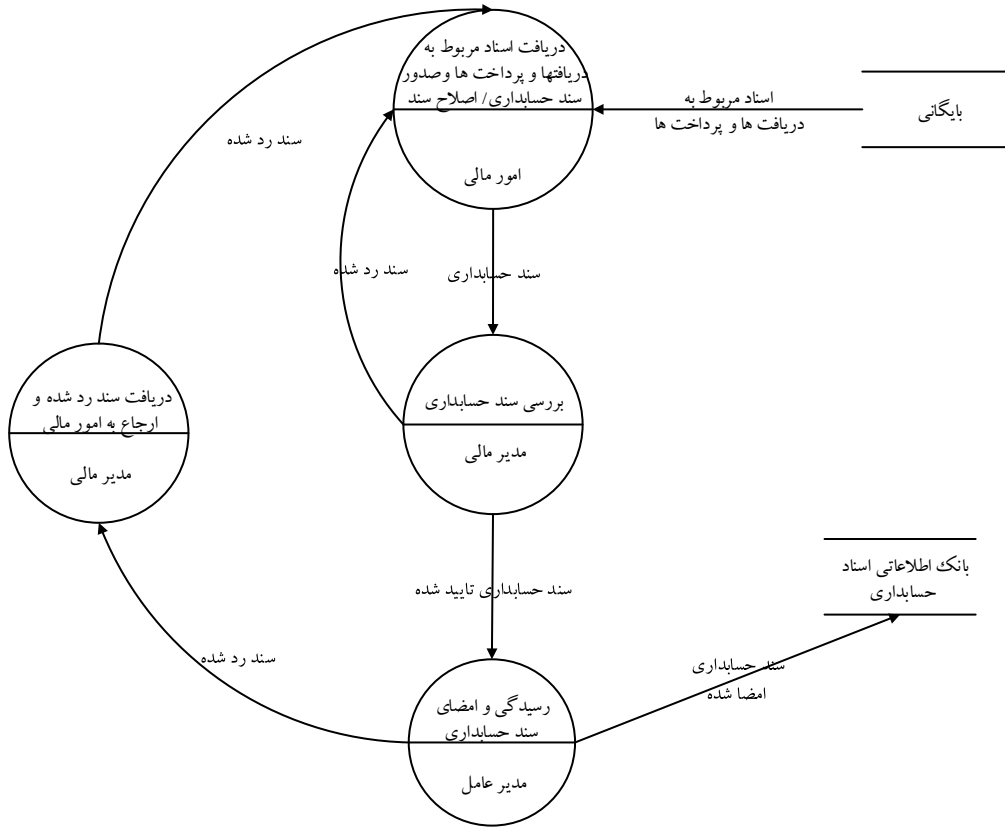 دریافت اسناد مربوط به
دریافتها و پرداخت ها وصدور
سند حسابداری/ اصلاح سند
امور مالی
اسناد مربوط به
دریافت ها و پرداخت ها
بایگانی
سند رد شده
سند رد شده
سند حسابداری
دریافت سند رد شده و
ارجاع به امور مالی
مدیر مالی
بررسی سند حسابداری
مدیر مالی
بانک اطلاعاتی اسناد
حسابداری
سند حسابداری تایید شده
سند رد شده
سند حسابداری
امضا شده
رسیدگی و امضای
سند حسابداری
مدیر عامل